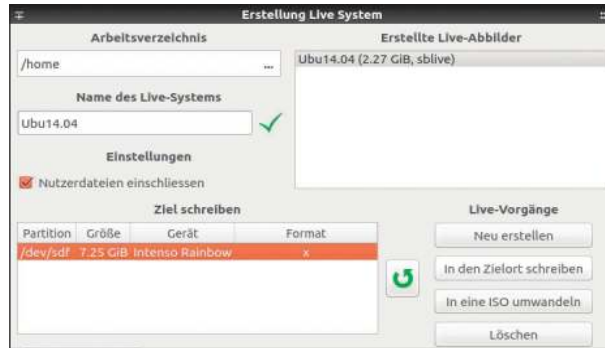 Erstellung Live System
Arbeitsverzeichnis
/home
...
Name des Live-Systems
Ubu14.04
Einstellungen
Nutzerdateien einschliessen
Erstellte Live-Abbilder
Ubu14.04 (2.27 GiB, sblive)
Ziel schreiben
Partition Größe Gerät Format
/dev/sdf 7.25 GiB Intenso Rainbow x
Live-Vorgänge
Neu erstellen
In den Zielort schreiben
In eine ISO umwandeln
Löschen